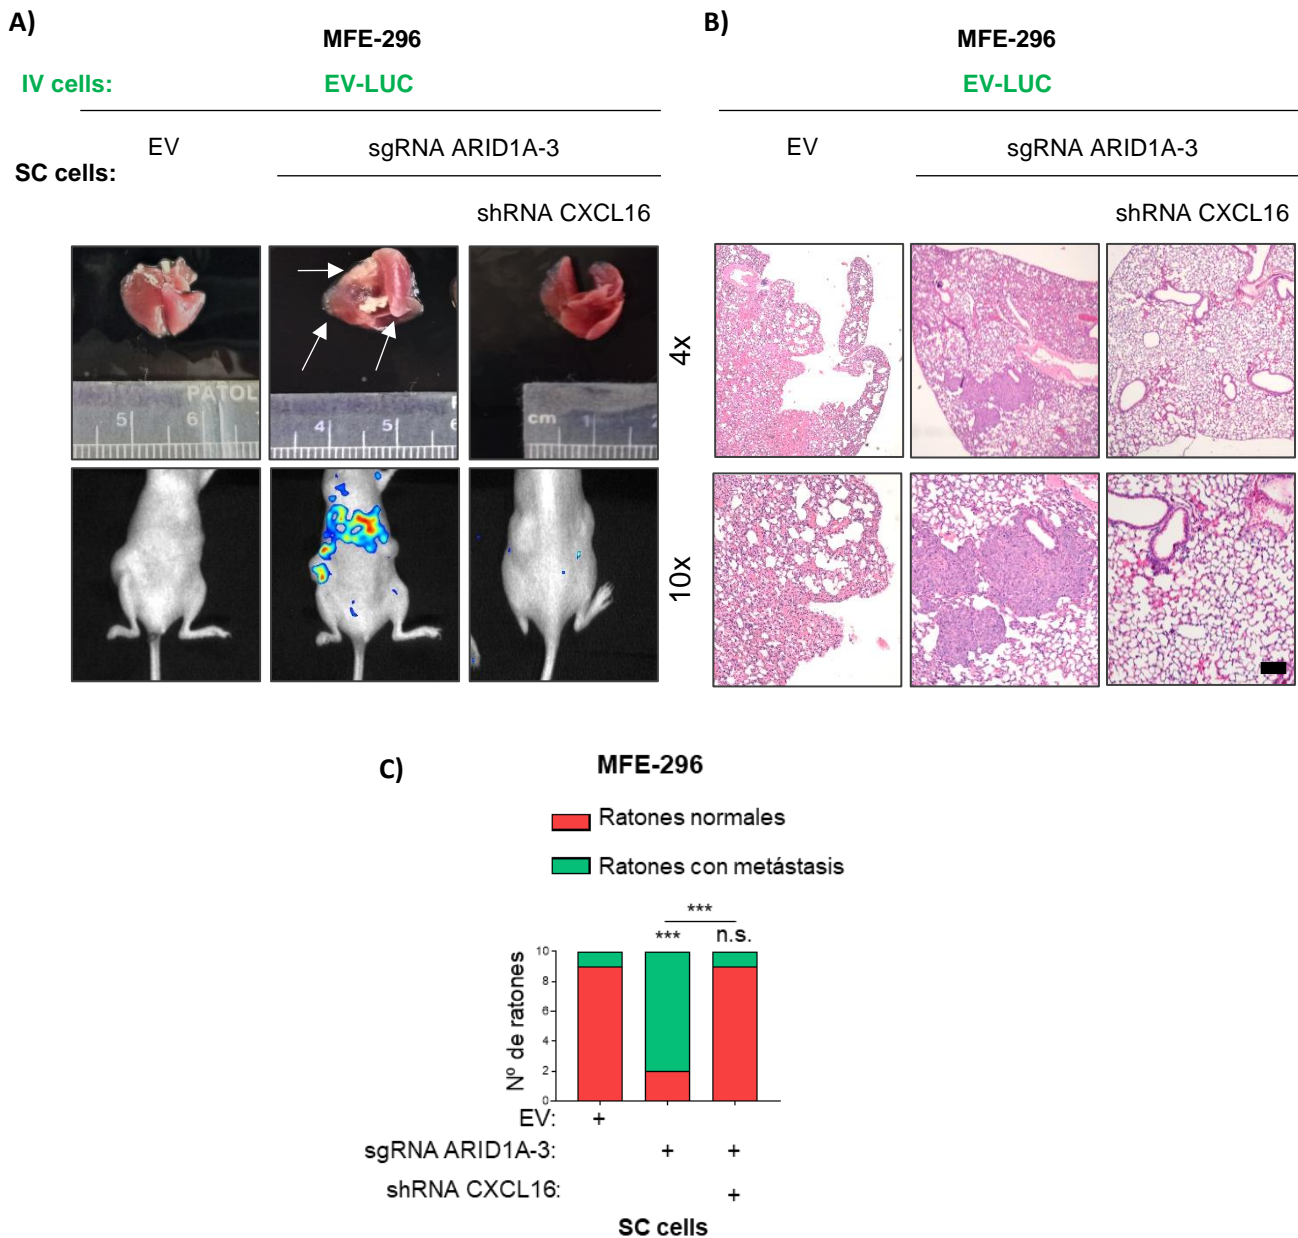 A)
MFE-296
IV cells:
EV-LUC
EV
sgRNA ARID1A-3
SC cells:
shRNA CXCL16
PATOL
5
6
4
5
cm
1
B)
MFE-296
EV-LUC
EV
sgRNA ARID1A-3
shRNA CXCL16
4x
10x
C)
MFE-296
Ratones normales
Ratones con metástasis
***
***
n.s.
Nº de ratones
10
8
6
4
2
0
EV:
+
sgRNA ARID1A-3:
+
+
shRNA CXCL16:
+
SC cells